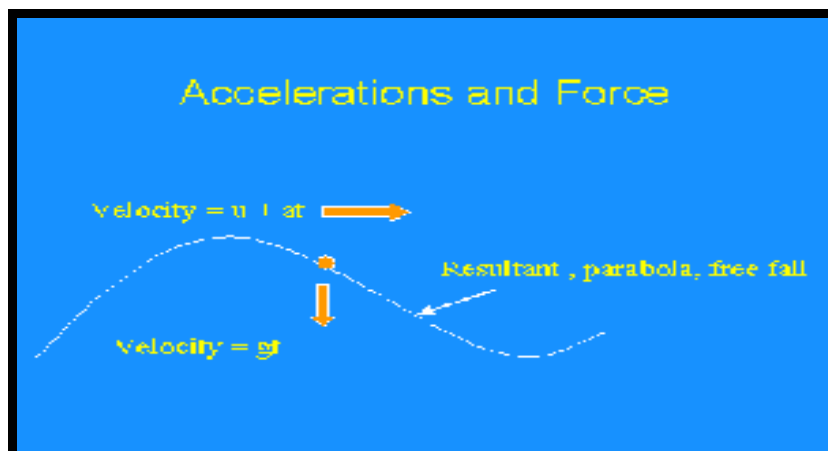 Accelerations and Force
Velocity = u + at
Resultant , parabola, free fall
Velocity = gt